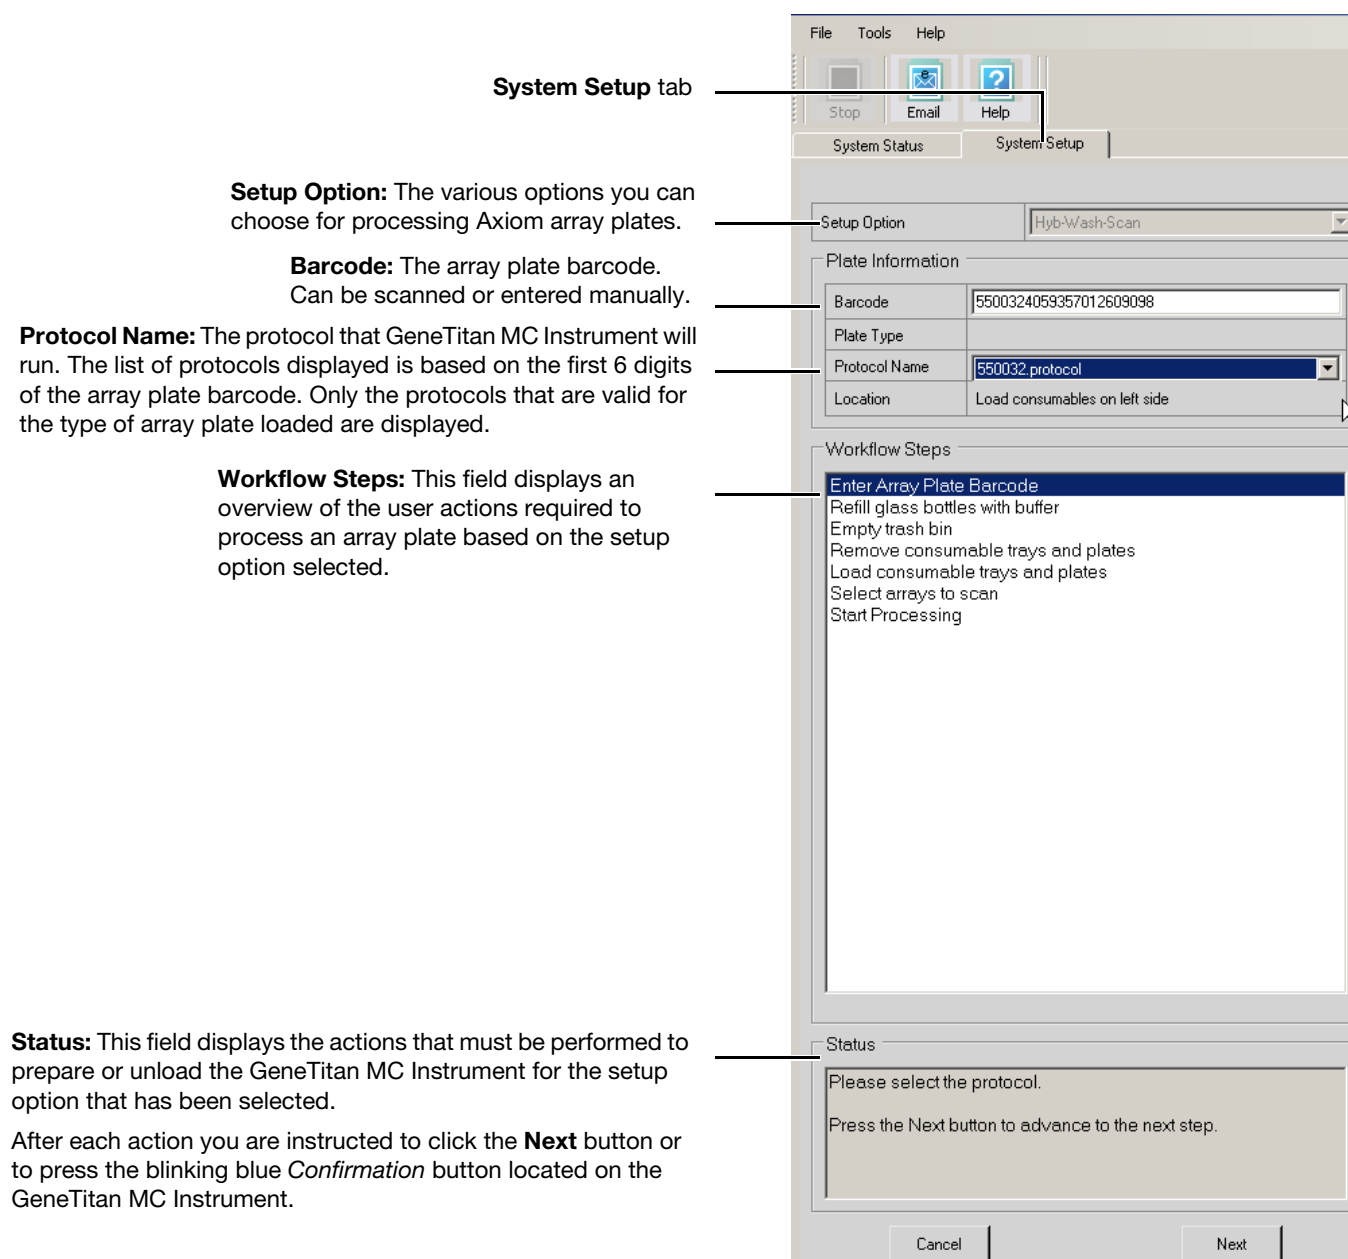 System Setup tab
Setup Option: The various options you can
choose for processing Axiom array plates.
Barcode: The array plate barcode.
Can be scanned or entered manually.
Protocol Name: The protocol that GeneTitan MC Instrument will
run. The list of protocols displayed is based on the first 6 digits
of the array plate barcode. Only the protocols that are valid for
the type of array plate loaded are displayed.
Workflow Steps: This field displays an
overview of the user actions required to
process an array plate based on the setup
option selected.
Status: This field displays the actions that must be performed to
prepare or unload the GeneTitan MC Instrument for the setup
option that has been selected.
After each action you are instructed to click the Next button or
to press the blinking blue Confirmation button located on the
GeneTitan MC Instrument.
File Tools Help
Stop Email Help
System Status System Setup
Setup Option Hyb-Wash-Scan
Plate Information
Barcode 5500324059357012609098
Plate Type
Protocol Name 550032.protocol
Location Load consumables on left side
Workflow Steps
Enter Array Plate Barcode
Refill glass bottles with buffer
Empty trash bin
Remove consumable trays and plates
Load consumable trays and plates
Select arrays to scan
Start Processing
Status
Please select the protocol.
Press the Next button to advance to the next step.
Cancel Next